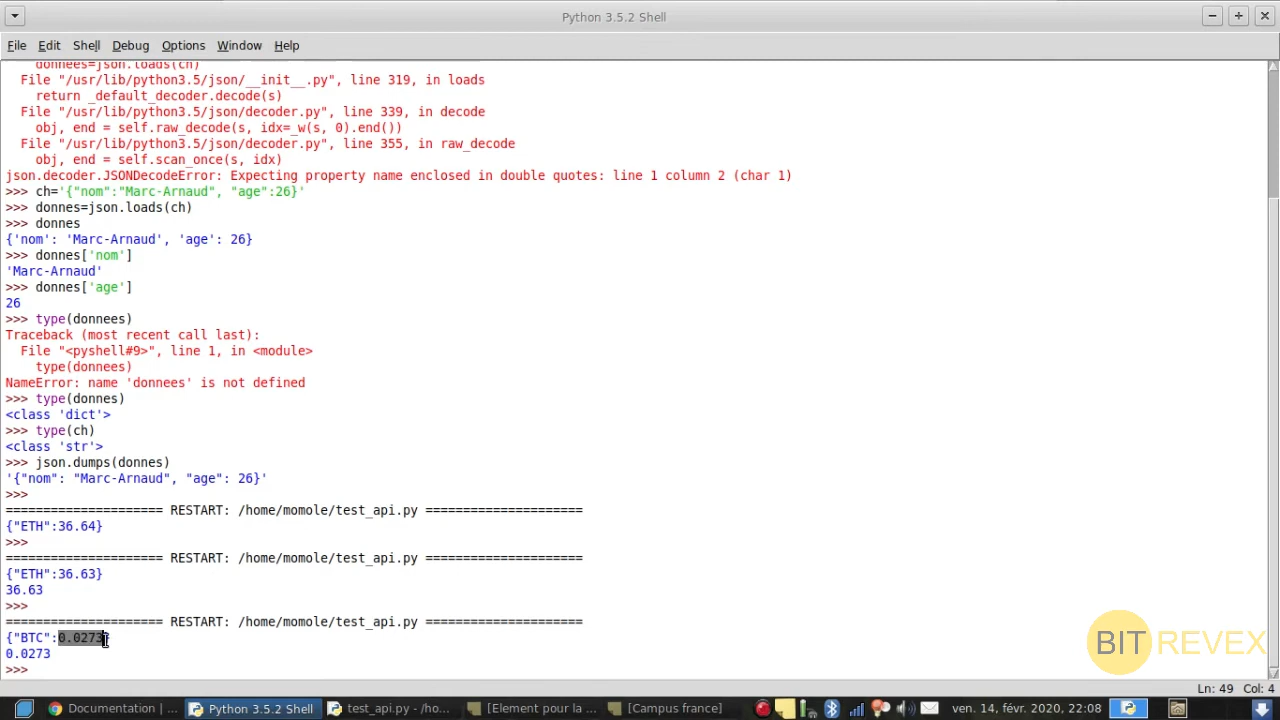 Python 3.5.2 Shell
File Edit Shell Debug Options Window Help
donnees=json.loads(ch)
File "/usr/lib/python3.5/json/__init__.py", line 319, in loads
return _default_decoder.decode(s)
File "/usr/lib/python3.5/json/decoder.py", line 339, in decode
obj, end = self.raw_decode(s, idx=_w(s, 0).end())
File "/usr/lib/python3.5/json/decoder.py", line 355, in raw_decode
obj, end = self.scan_once(s, idx)
json.decoder.JSONDecodeError: Expecting property name enclosed in double quotes: line 1 column 2 (char 1)
>>> ch='{"nom":"Marc-Arnaud", "age":26}'
>>> donnes=json.loads(ch)
>>> donnes
{'nom': 'Marc-Arnaud', 'age': 26}
>>> donnes['nom']
'Marc-Arnaud'
>>> donnes['age']
26
>>> type(donnees)
Traceback (most recent call last):
File "<pyshell#9>", line 1, in <module>
type(donnees)
NameError: name 'donnees' is not defined
>>> type(donnes)
<class 'dict'>
>>> type(ch)
<class 'str'>
>>> json.dumps(donnes)
'{"nom": "Marc-Arnaud", "age": 26}'
>>>
===================== RESTART: /home/momole/test_api.py =====================
{"ETH":36.64}
>>>
===================== RESTART: /home/momole/test_api.py =====================
{"ETH":36.63}
36.63
>>>
===================== RESTART: /home/momole/test_api.py =====================
{"BTC":0.0273}
0.0273
>>>
BIT REVEX
Ln: 49 Col: 4
Documentation | ... Python 3.5.2 Shell test_api.py - /ho... [Element pour la ... [Campus france] ven. 14, févr. 2020, 22:08